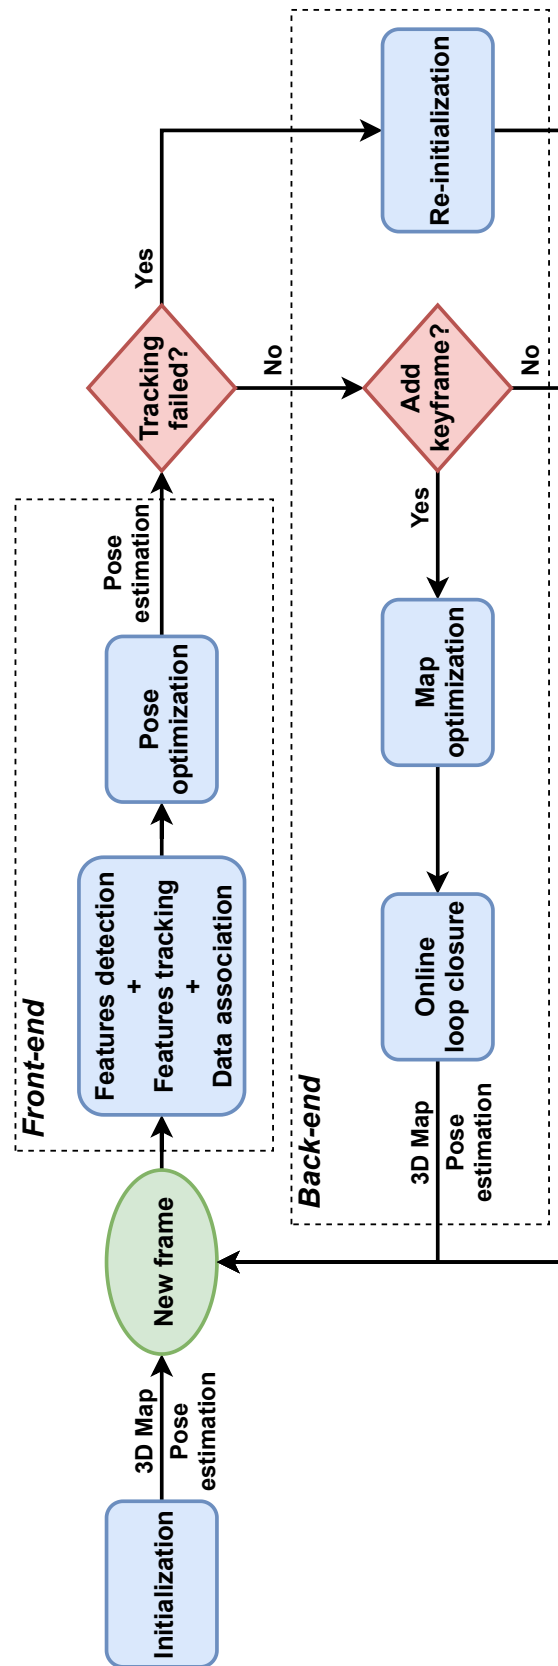 Initialization
3D Map
Pose
estimation
New frame
Front-end
Features detection
+
Features tracking
+
Data association
Pose
optimization
Pose
estimation
Tracking
failed?
Yes
No
Back-end
Re-initialization
Add
keyframe?
No
Yes
Map
optimization
Online
loop closure
3D Map
Pose
estimation